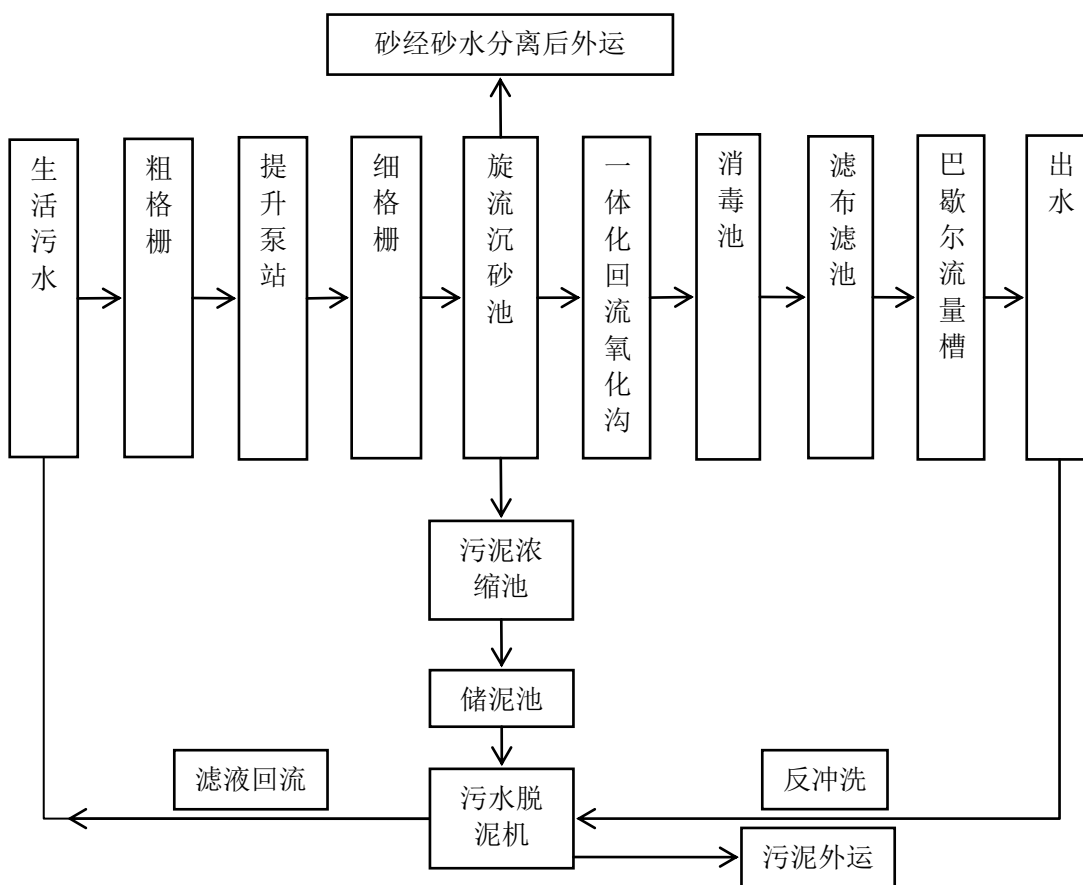 砂经砂水分离后外运
生活污水
粗格栅
提升泵站
细格栅
旋流沉砂池
一体化回流氧化沟
消毒池
滤布滤池
巴歇尔流量槽
出水
污泥浓
缩池
储泥池
滤液回流
污水脱
泥机
反冲洗
污泥外运